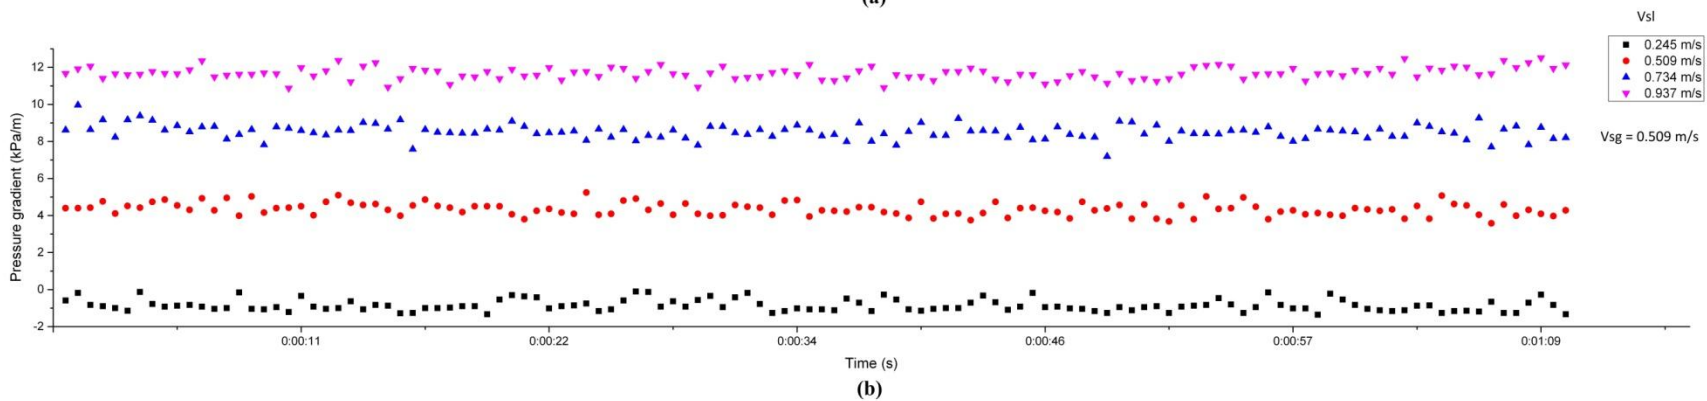 (a)
Vsl
0.245 m/s
0.509 m/s
0.734 m/s
0.937 m/s
Vsg = 0.509 m/s
Pressure gradient (kPa/m)
12
10
8
6
4
2
0
-2
0:00:11 0:00:22 0:00:34 0:00:46 0:00:57 0:01:09
Time (s)
(b)